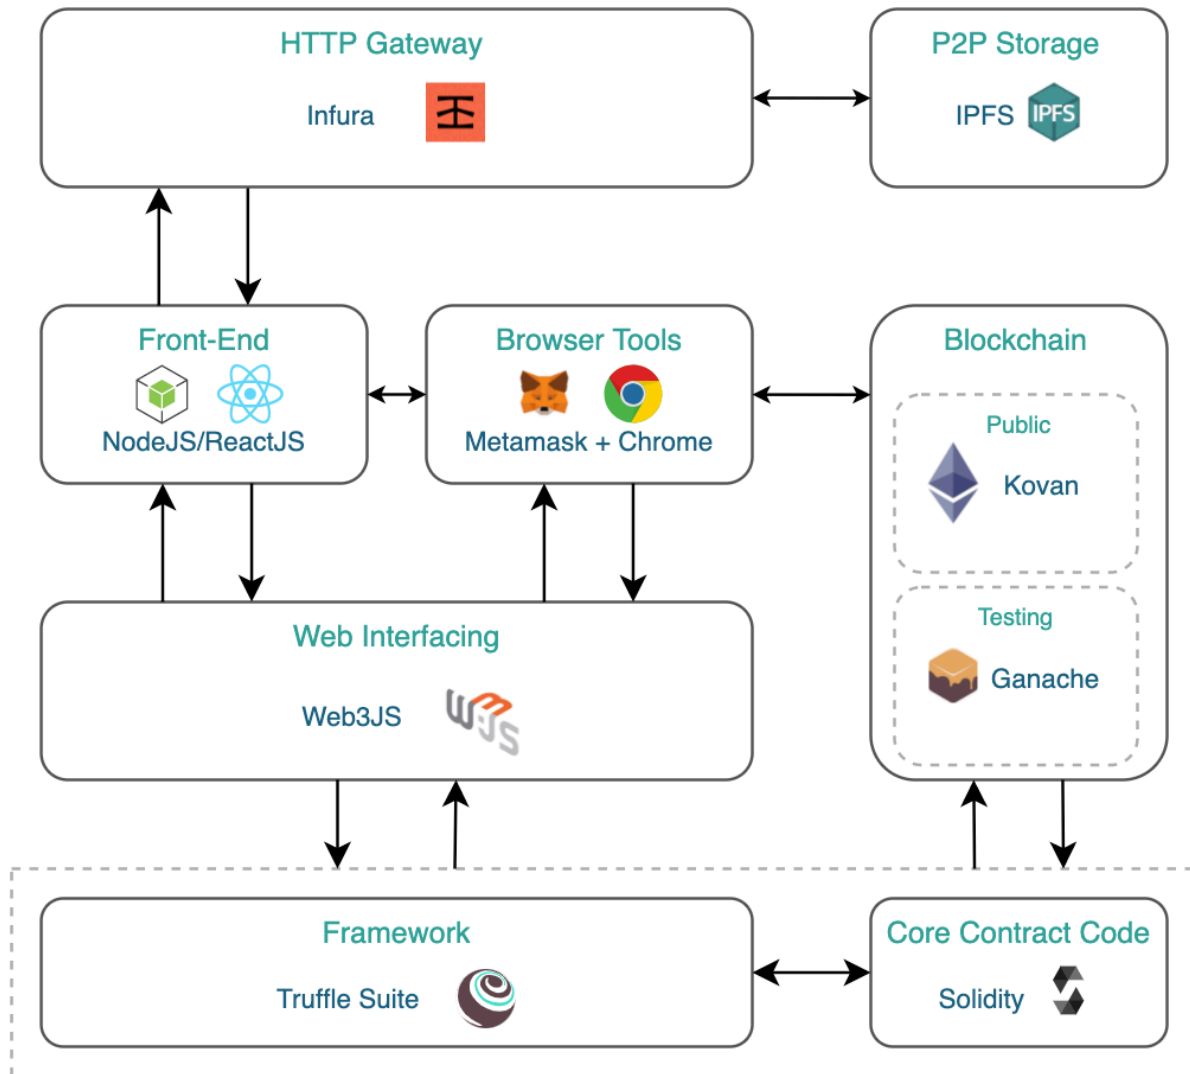 HTTP Gateway
Infura
P2P Storage
IPFS
IPFS
Front-End
NodeJS/ReactJS
Browser Tools
Metamask + Chrome
Blockchain
Public
Kovan
Testing
Ganache
Web Interfacing
Web3JS
W3JS
Framework
Truffle Suite
Core Contract Code
Solidity